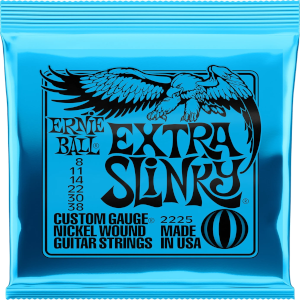 ERNIE
BALL®
EXTRA
SLINKY
8
11
14
22
30
38
CUSTOM GAUGE® 2225
NICKEL WOUND MADE
GUITAR STRINGS IN USA